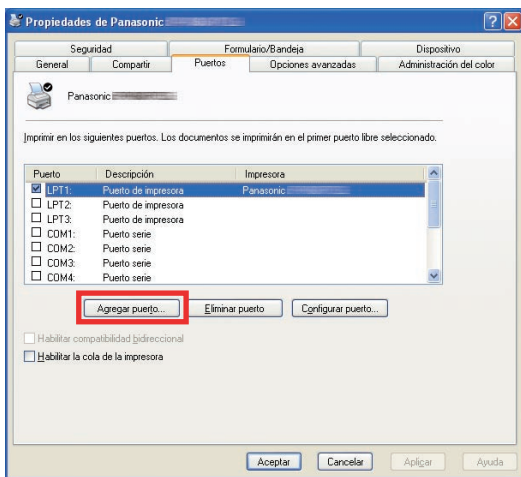 Propiedades de Panasonic
Seguridad Formulario/Bandeja Dispositivo
General Compartir Puertos Opciones avanzadas Administración del color
Panasonic
Imprimir en los siguientes puertos. Los documentos se imprimirán en el primer puerto libre seleccionado.
Puerto Descripción Impresora
LPT1: Puerto de impresora Panasonic
LPT2: Puerto de impresora
LPT3: Puerto de impresora
COM1: Puerto serie
COM2: Puerto serie
COM3: Puerto serie
COM4: Puerto serie
Agregar puerto... Eliminar puerto Configurar puerto...
Habilitar compatibilidad bidireccional
Habilitar la cola de la impresora
Aceptar Cancelar Aplicar Ayuda